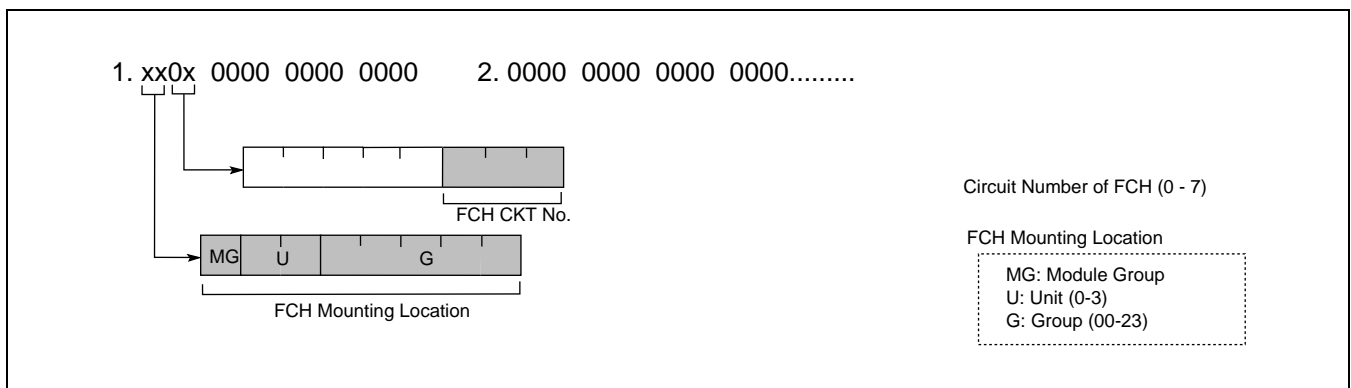 1. xx0x 0000 0000 0000 2. 0000 0000 0000 0000.........
FCH CKT No.
MG U G
FCH Mounting Location
Circuit Number of FCH (0 - 7)
FCH Mounting Location
MG: Module Group
U: Unit (0-3)
G: Group (00-23)